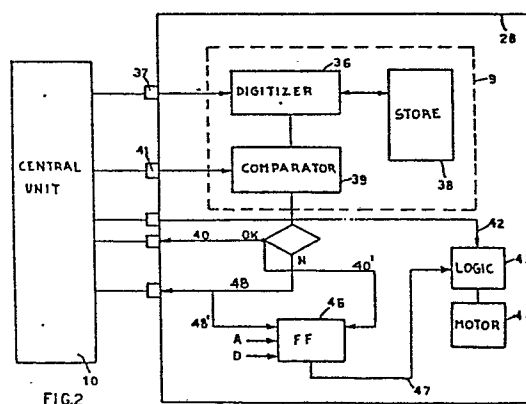 28
37
36
9
DIGITIZER
STORE
38
CENTRAL
UNIT
41
COMPARATOR
39
40
OK
42
N
40'
LOGIC
48
46
MOTOR
48'
A
D
FF
47
10
FIG.2